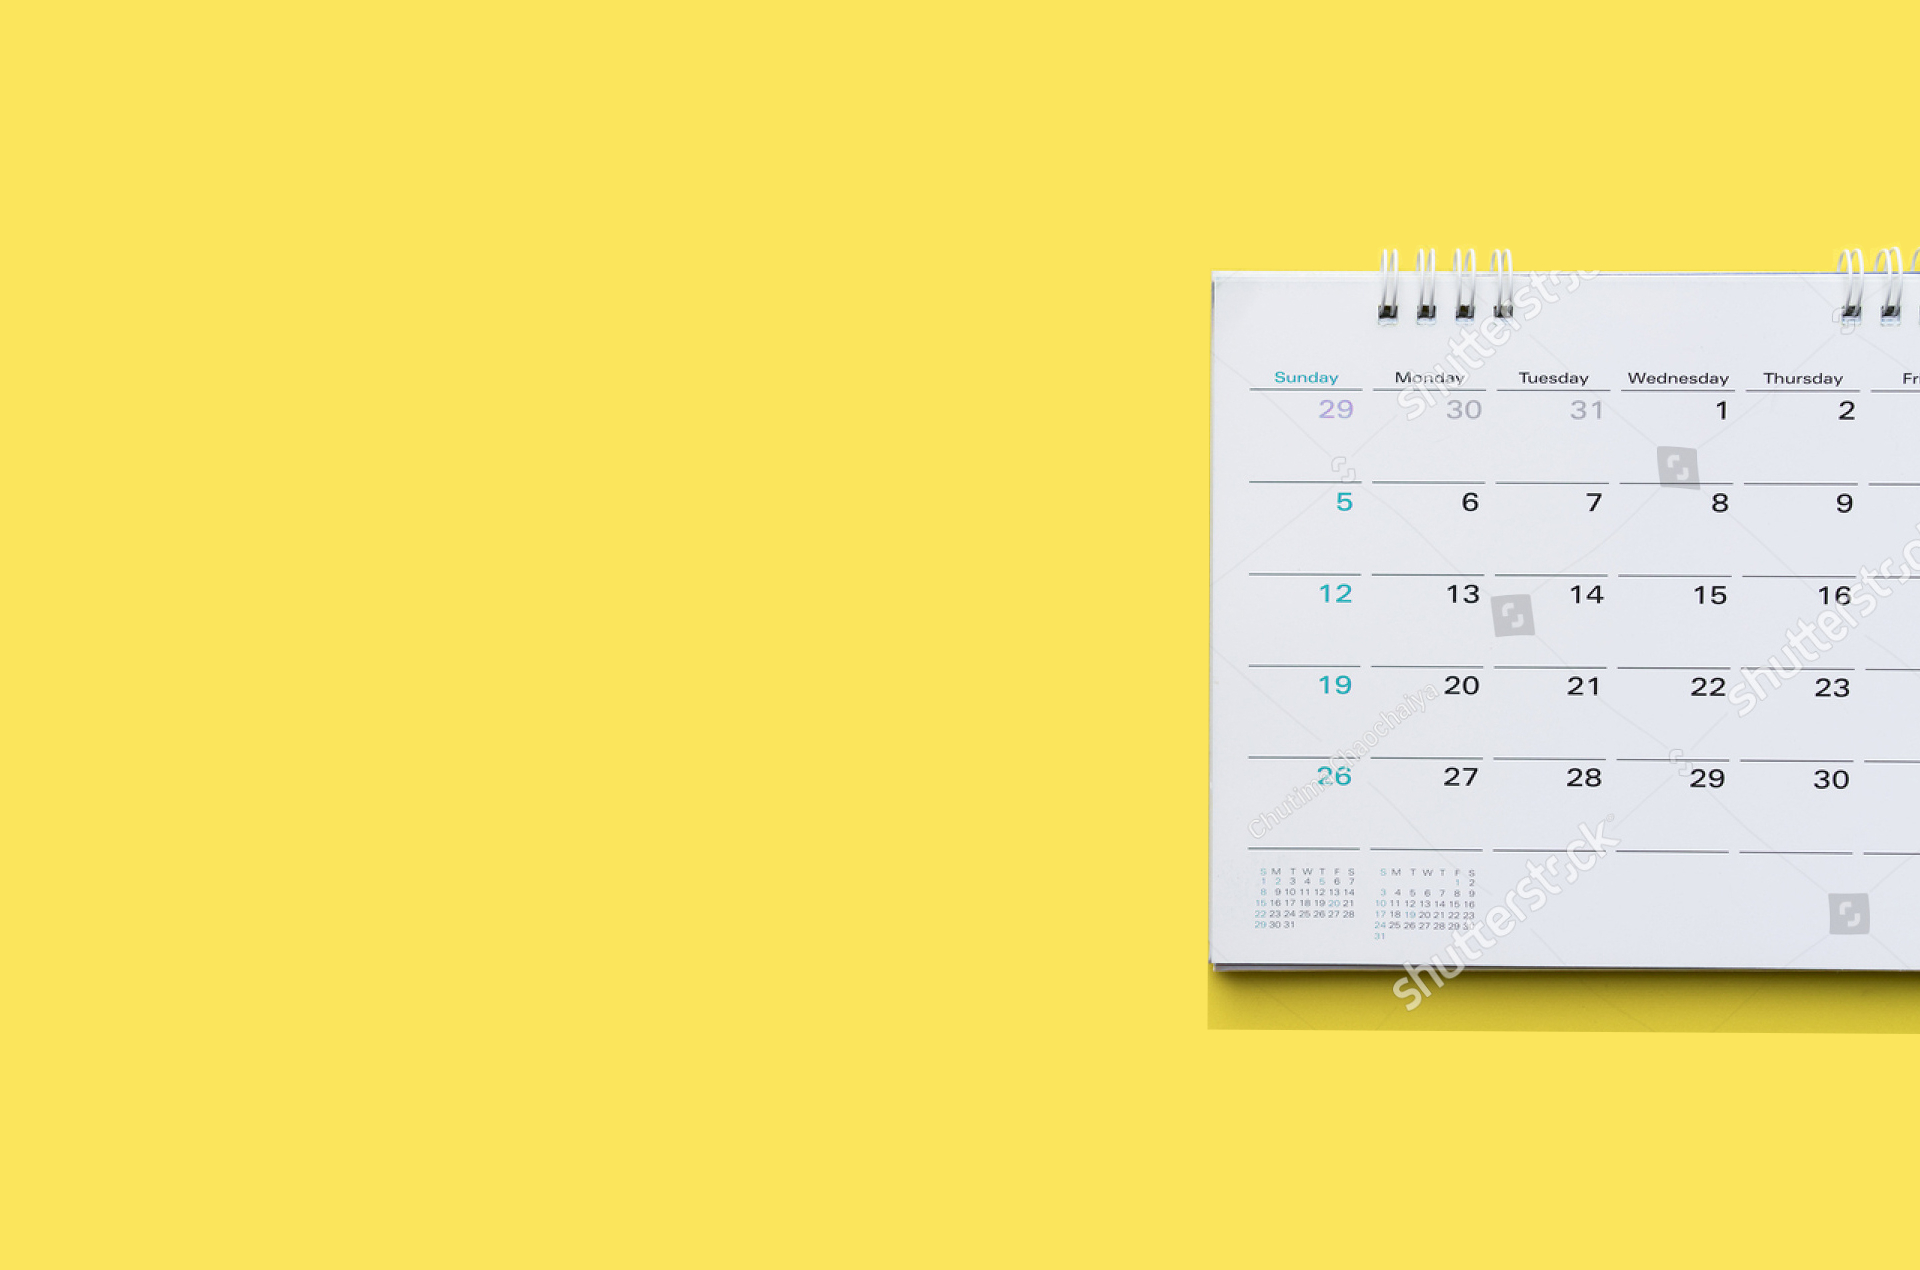 Sunday Monday Tuesday Wednesday Thursday Fri
29 30 31 1 2
5 6 7 8 9
12 13 14 15 16
19 20 21 22 23
26 27 28 29 30
S M T W T F S
1 2 3 4 5 6 7
8 9 10 11 12 13 14
15 16 17 18 19 20 21
22 23 24 25 26 27 28
29 30 31
S M T W T F S
1 2
3 4 5 6 7 8 9
10 11 12 13 14 15 16
17 18 19 20 21 22 23
24 25 26 27 28 29 30
31
shutterstock
shutterstock
shutterstock
Chutima Chaochaiya